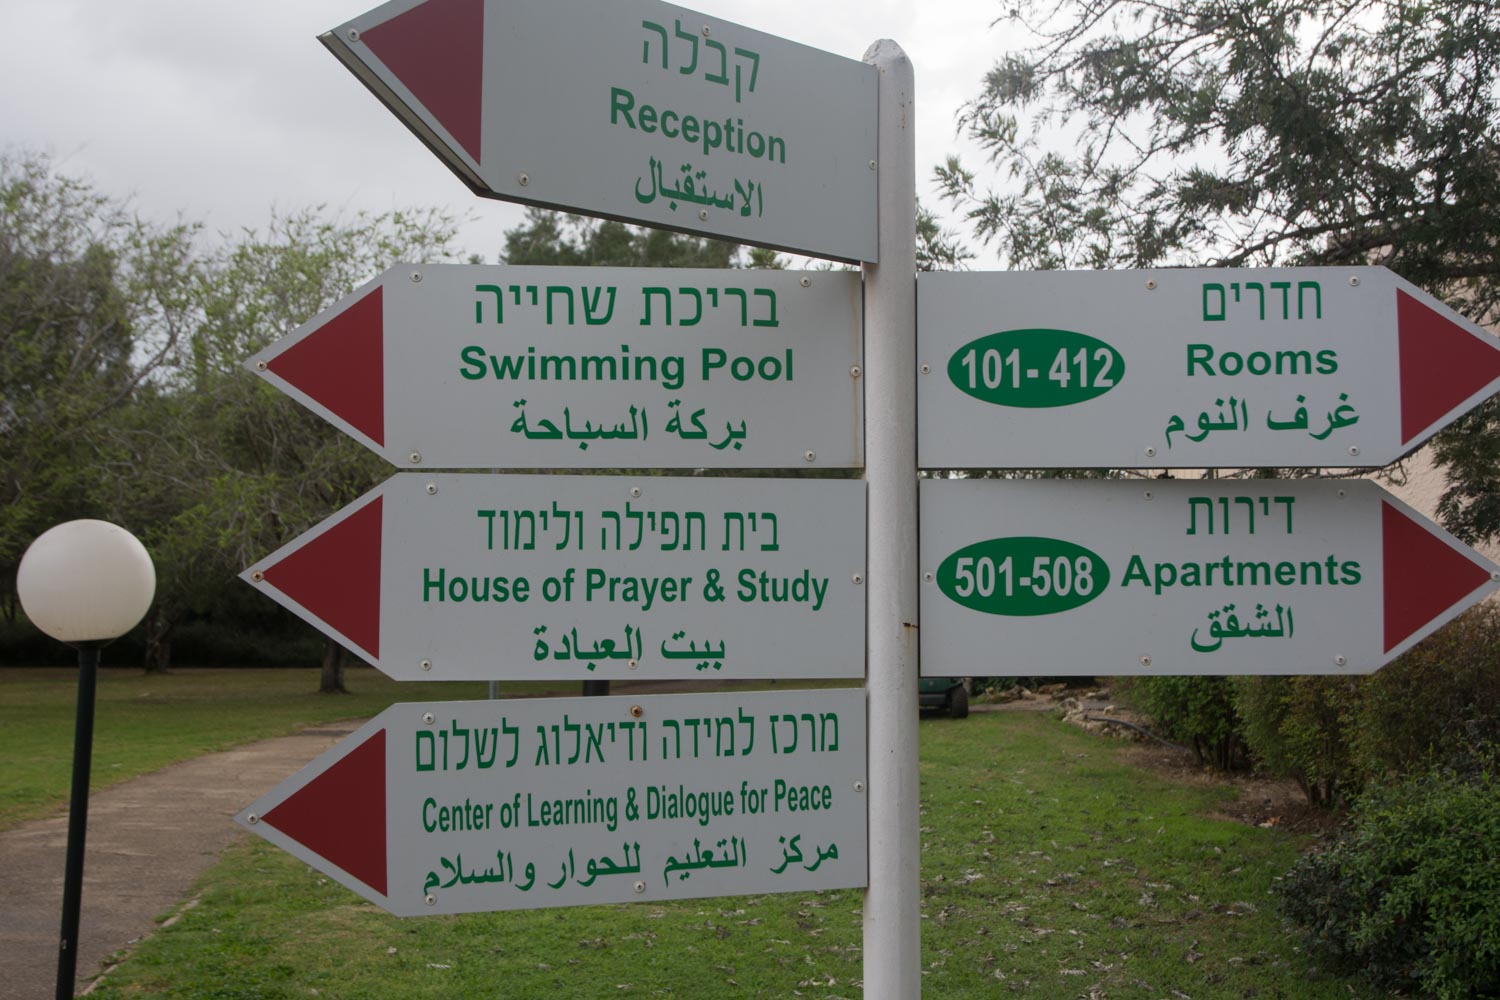 קבלה
Reception
الاستقبال
בריכת שחייה
Swimming Pool
بركة السباحة
בית תפילה ולימוד
House of Prayer & Study
بيت العبادة
מרכז למידה ודיאלוג לשלום
Center of Learning & Dialogue for Peace
مركز التعليم للحوار والسلام
חדרים
101- 412
Rooms
غرف النوم
דירות
501-508
Apartments
الشقق